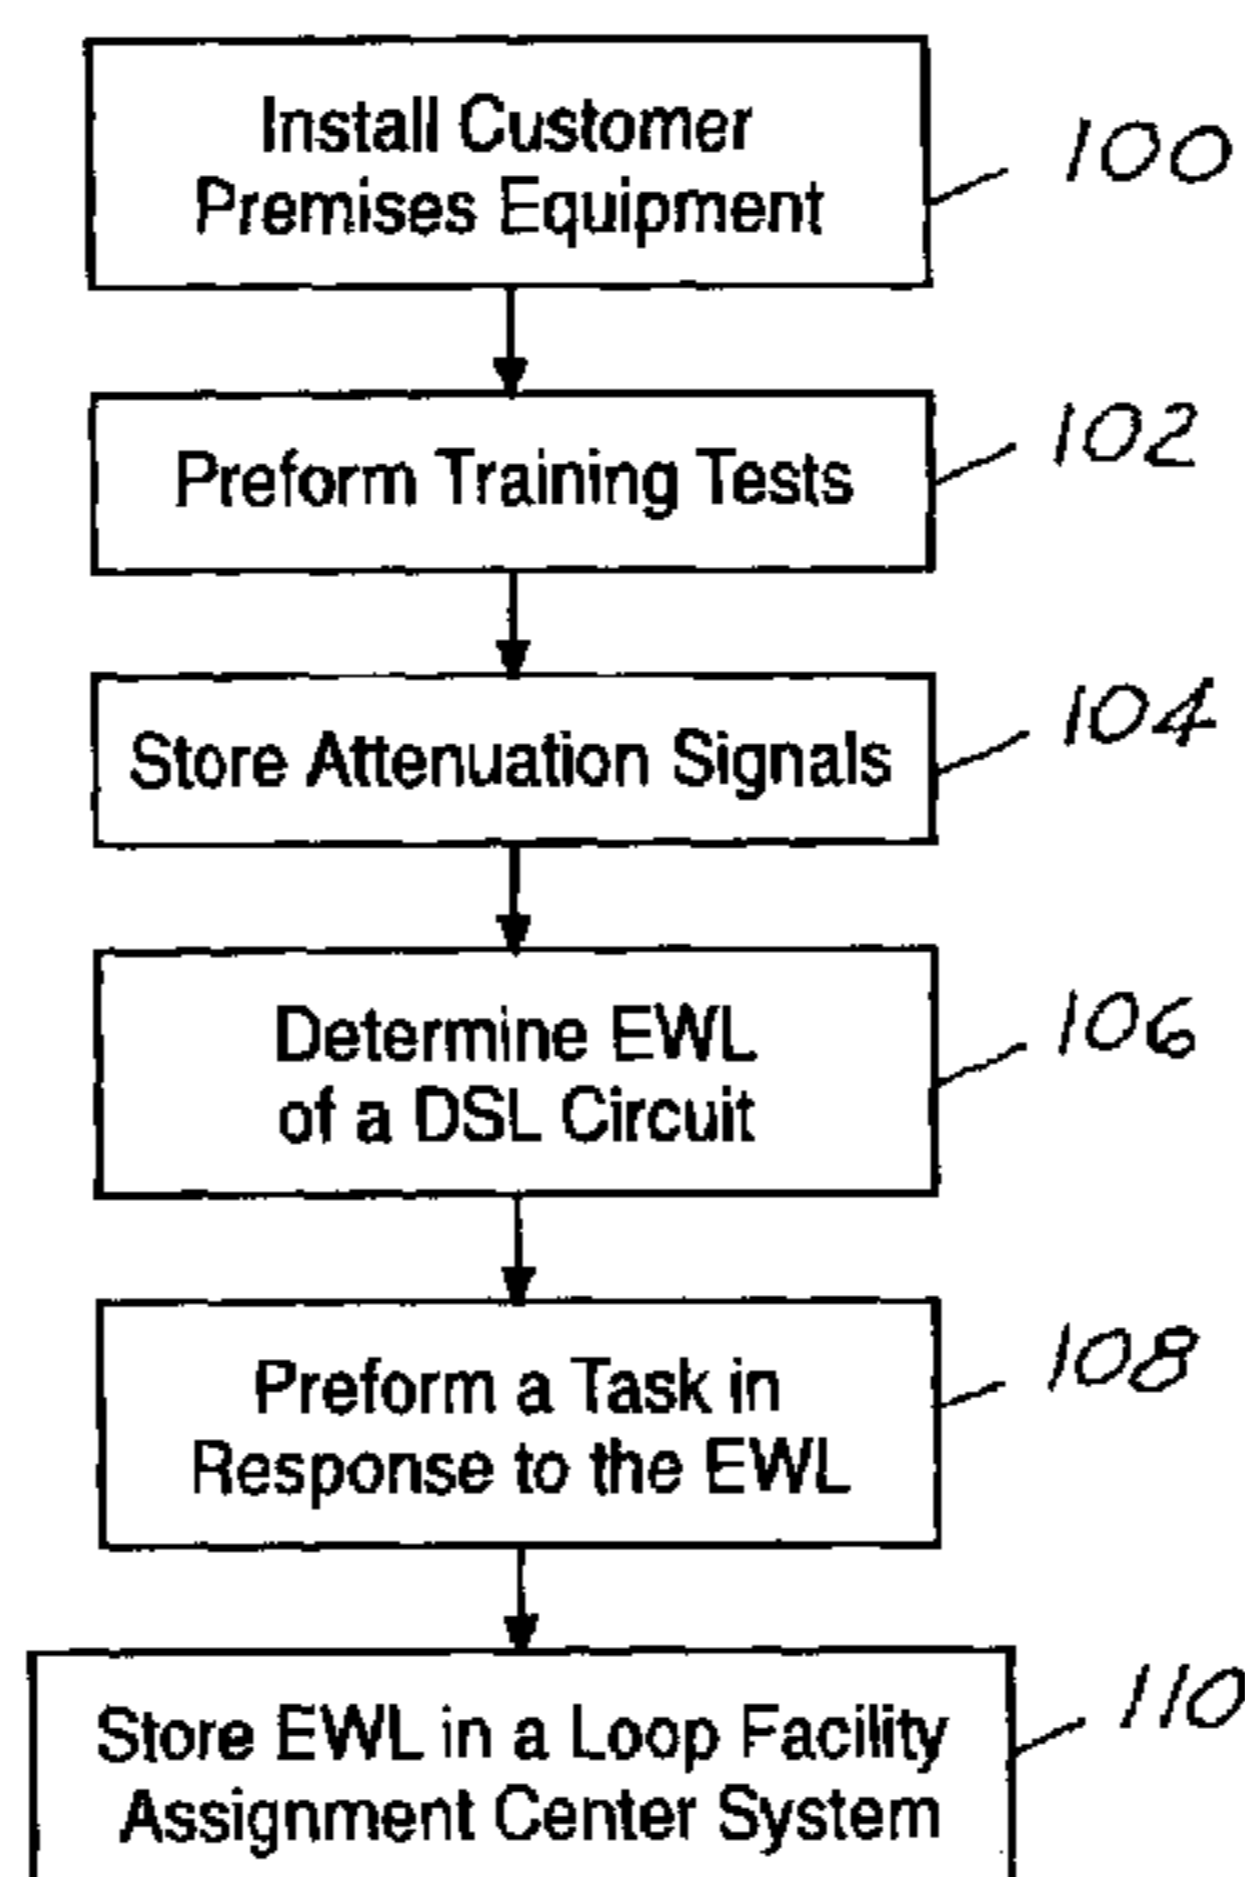 Install Customer
Premises Equipment
100
Preform Training Tests
102
Store Attenuation Signals
104
Determine EWL
of a DSL Circuit
106
Preform a Task in
Response to the EWL
108
Store EWL in a Loop Facility
Assignment Center System
110